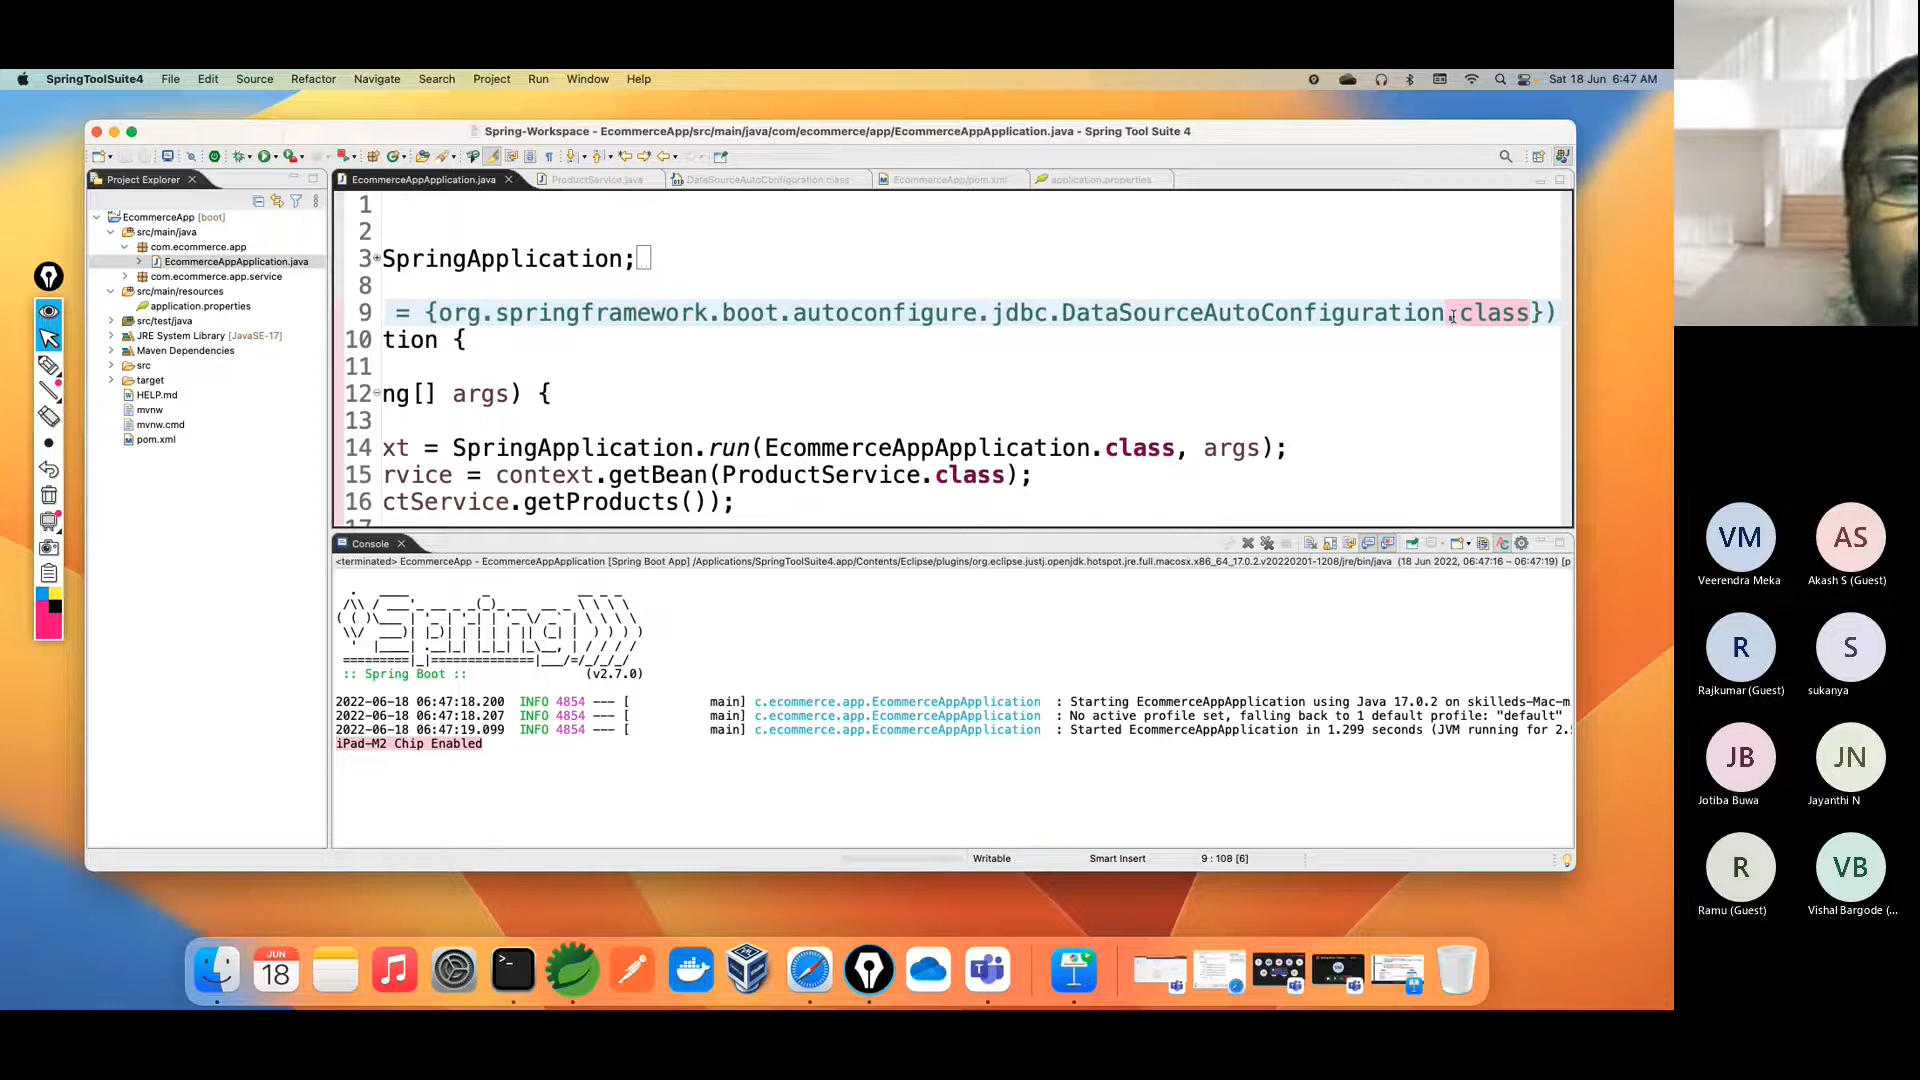 SpringToolSuite4 File Edit Source Refactor Navigate Search Project Run Window Help
Sat 18 Jun 6:47 AM
Spring-Workspace - EcommerceApp/src/main/java/com/ecommerce/app/EcommerceAppApplication.java - Spring Tool Suite 4
Project Explorer
EcommerceApp [boot]
src/main/java
com.ecommerce.app
EcommerceAppApplication.java
com.ecommerce.app.service
src/main/resources
application.properties
src/test/java
JRE System Library [JavaSE-17]
Maven Dependencies
src
target
HELP.md
mvnw
mvnw.cmd
pom.xml
EcommerceAppApplication.java ProductService.java DataSourceAutoConfiguration.class EcommerceApp/pom.xml application.properties
1
2
3 SpringApplication;
8
9 = {org.springframework.boot.autoconfigure.jdbc.DataSourceAutoConfiguration.class})
10 tion {
11
12 ng[] args) {
13
14 xt = SpringApplication.run(EcommerceAppApplication.class, args);
15 rvice = context.getBean(ProductService.class);
16 ctService.getProducts());
17
Console
<terminated> EcommerceApp - EcommerceAppApplication [Spring Boot App] /Applications/SpringToolSuite4.app/Contents/Eclipse/plugins/org.eclipse.justj.openjdk.hotspot.jre.full.macosx.x86_64_17.0.2.v20220201-1208/jre/bin/java (18 Jun 2022, 06:47:16 – 06:47:19) [p
:: Spring Boot :: (v2.7.0)
2022-06-18 06:47:18.200 INFO 4854 --- [ main] c.ecommerce.app.EcommerceAppApplication : Starting EcommerceAppApplication using Java 17.0.2 on skilleds-Mac-m
2022-06-18 06:47:18.207 INFO 4854 --- [ main] c.ecommerce.app.EcommerceAppApplication : No active profile set, falling back to 1 default profile: "default"
2022-06-18 06:47:19.099 INFO 4854 --- [ main] c.ecommerce.app.EcommerceAppApplication : Started EcommerceAppApplication in 1.299 seconds (JVM running for 2.
iPad-M2 Chip Enabled
Writable Smart Insert 9 : 108 [6]
JUN
18
VM AS
Veerendra Meka Akash S (Guest)
R S
Rajkumar (Guest) sukanya
JB JN
Jotiba Buwa Jayanthi N
R VB
Ramu (Guest) Vishal Bargode (...